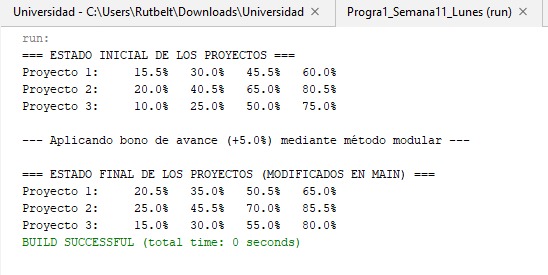 Universidad - C:\Users\Rutbelt\Downloads\Universidad × Progra1_Semana11_Lunes (run) ×
run:
=== ESTADO INICIAL DE LOS PROYECTOS ===
Proyecto 1: 15.5% 30.0% 45.5% 60.0%
Proyecto 2: 20.0% 40.5% 65.0% 80.5%
Proyecto 3: 10.0% 25.0% 50.0% 75.0%
--- Aplicando bono de avance (+5.0%) mediante método modular ---
=== ESTADO FINAL DE LOS PROYECTOS (MODIFICADOS EN MAIN) ===
Proyecto 1: 20.5% 35.0% 50.5% 65.0%
Proyecto 2: 25.0% 45.5% 70.0% 85.5%
Proyecto 3: 15.0% 30.0% 55.0% 80.0%
BUILD SUCCESSFUL (total time: 0 seconds)